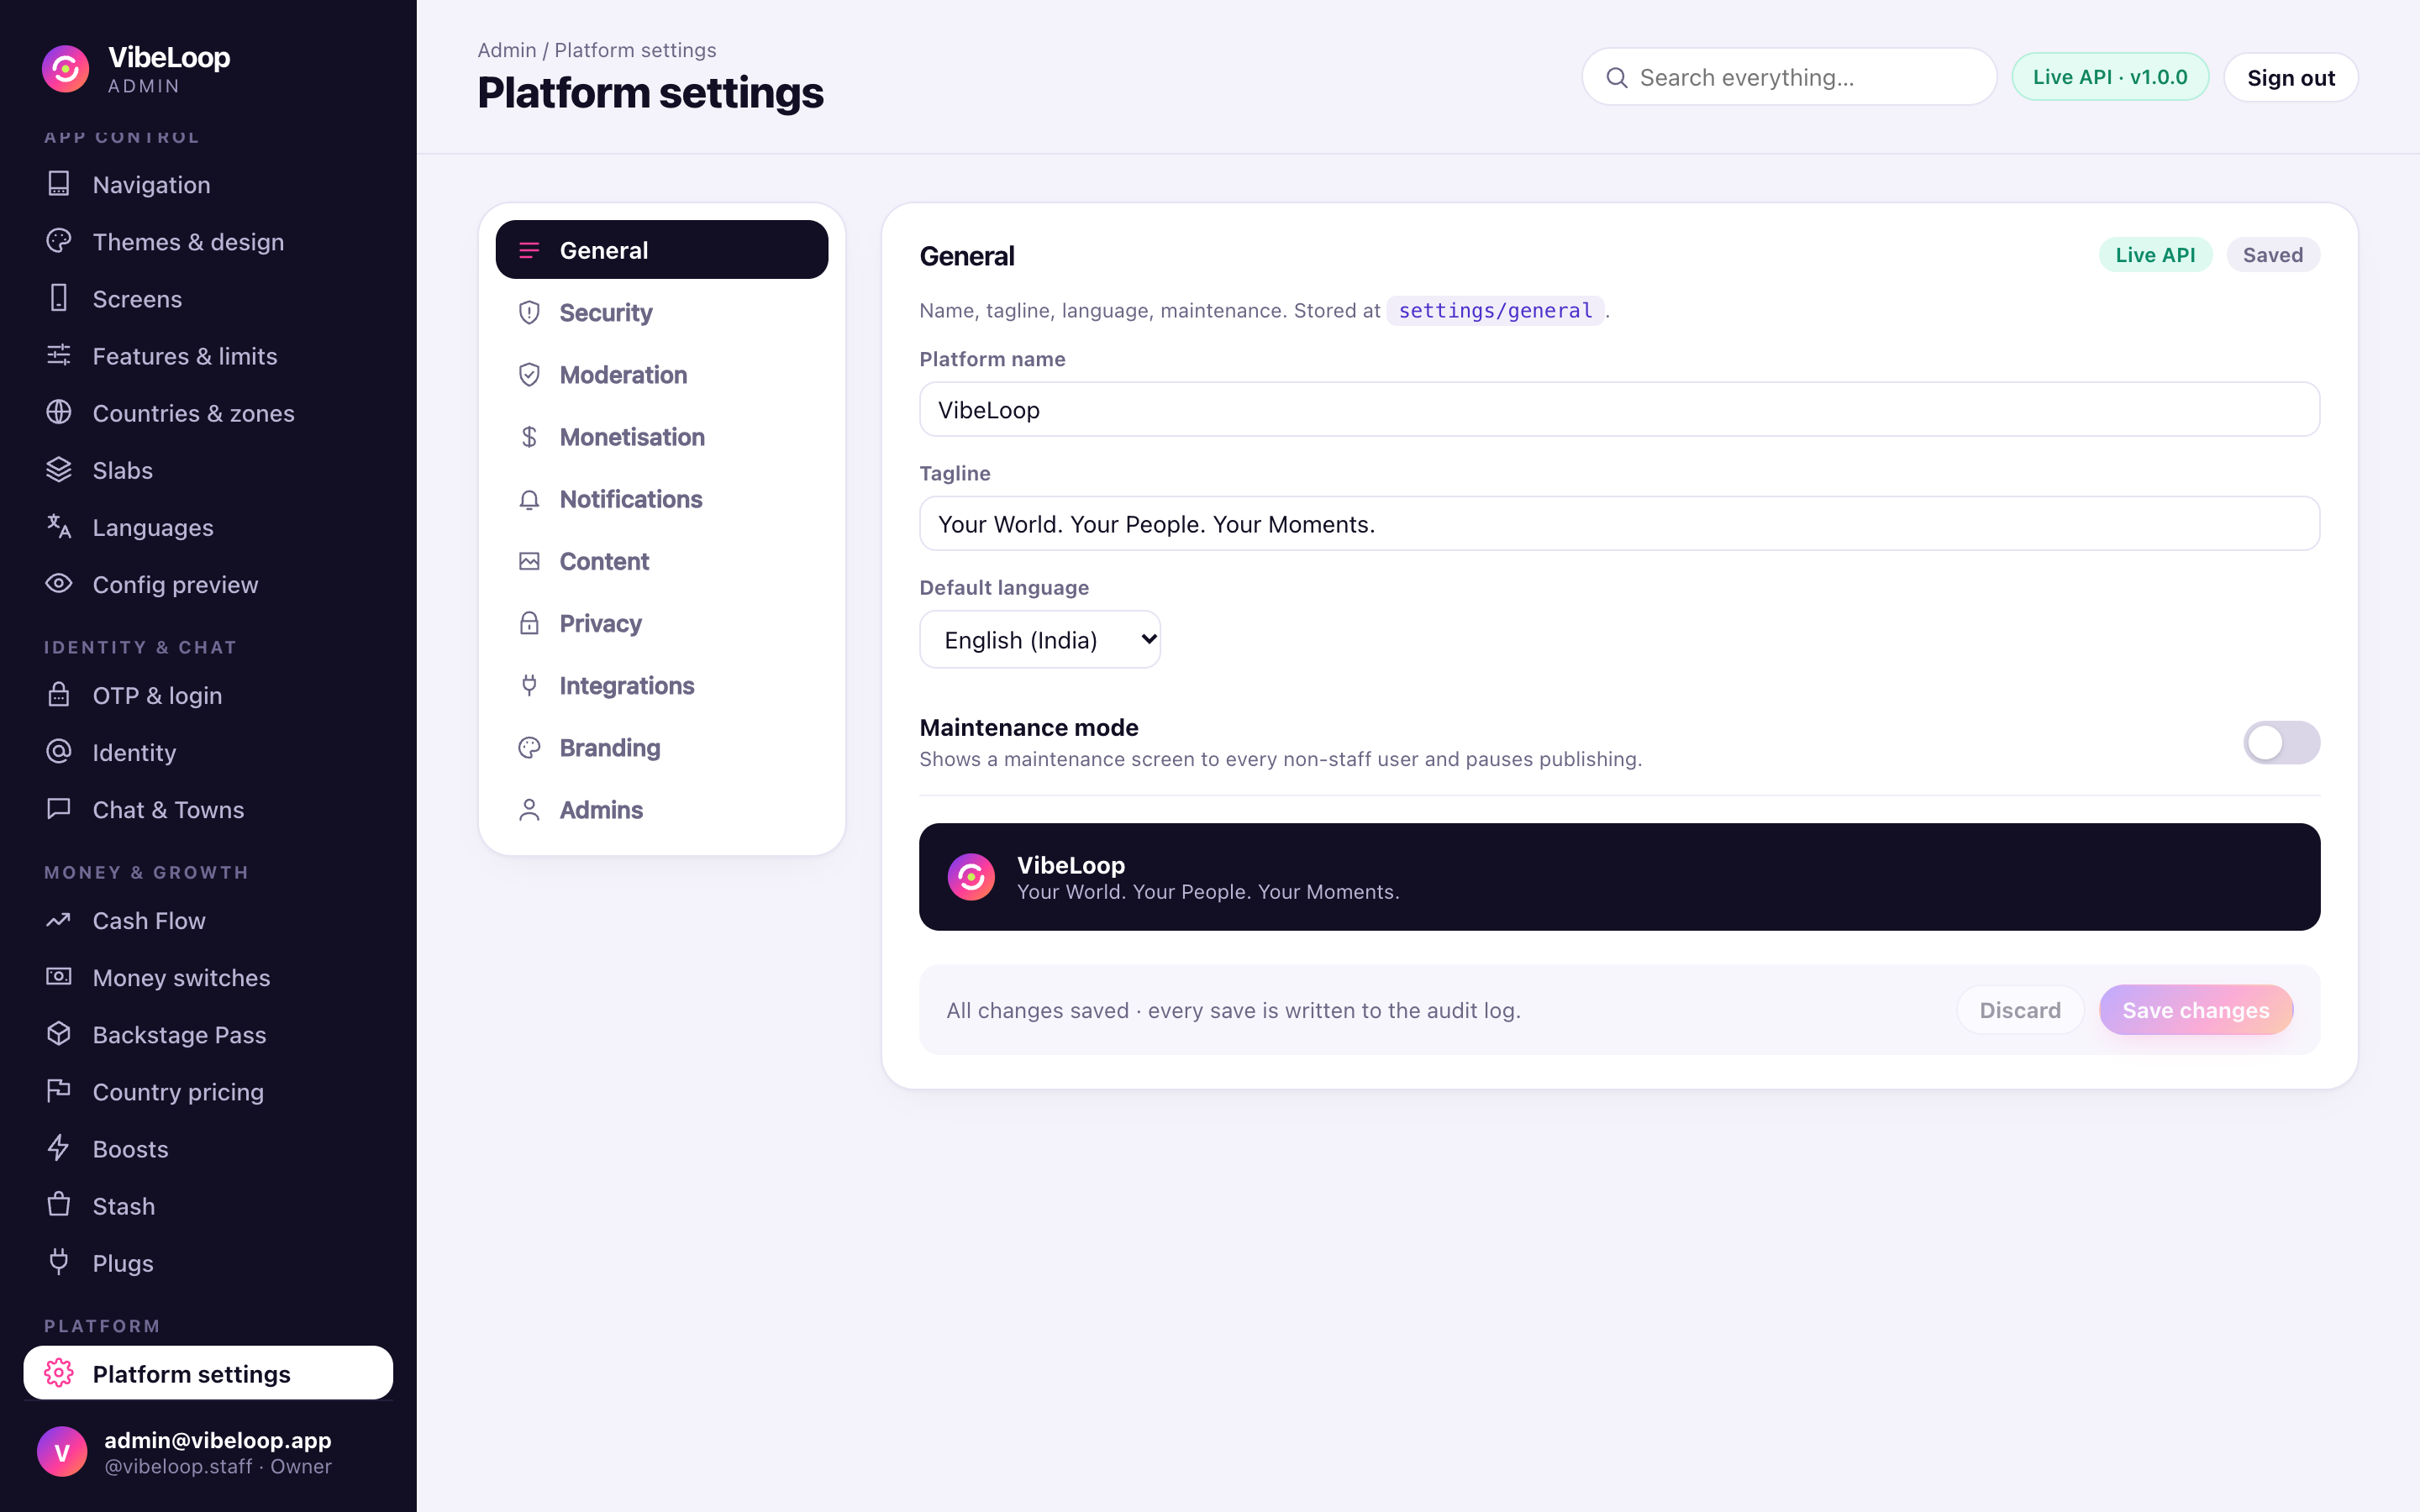 VibeLoop
ADMIN
APP CONTROL
Navigation
Themes & design
Screens
Features & limits
Countries & zones
Slabs
Languages
Config preview
IDENTITY & CHAT
OTP & login
Identity
Chat & Towns
MONEY & GROWTH
Cash Flow
Money switches
Backstage Pass
Country pricing
Boosts
Stash
Plugs
PLATFORM
Platform settings
V
admin@vibeloop.app
@vibeloop.staff · Owner
Admin / Platform settings
Platform settings
Search everything...
Live API · v1.0.0
Sign out
General
Security
Moderation
Monetisation
Notifications
Content
Privacy
Integrations
Branding
Admins
General
Live API
Saved
Name, tagline, language, maintenance. Stored at settings/general.
Platform name
VibeLoop
Tagline
Your World. Your People. Your Moments.
Default language
English (India)
Maintenance mode
Shows a maintenance screen to every non-staff user and pauses publishing.
VibeLoop
Your World. Your People. Your Moments.
All changes saved · every save is written to the audit log.
Discard
Save changes